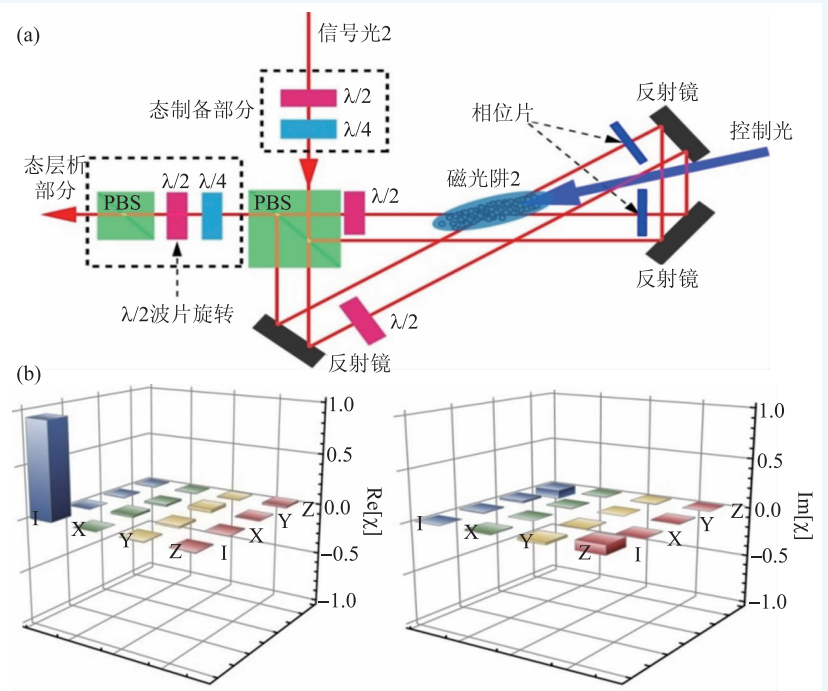 (a)
信号光2
态制备部分
λ/2
λ/4
反射镜
相位片
控制光
态层析
部分
λ/2
λ/4
PBS
PBS
λ/2
磁光阱2
反射镜
λ/2波片旋转
λ/2
反射镜
(b)
1.0
0.5
0.0
−0.5
−1.0
Re[χ]
I
X
Y
Z
I
X
Y
Z
1.0
0.5
0.0
−0.5
−1.0
Im[χ]
I
X
Y
Z
I
X
Y
Z